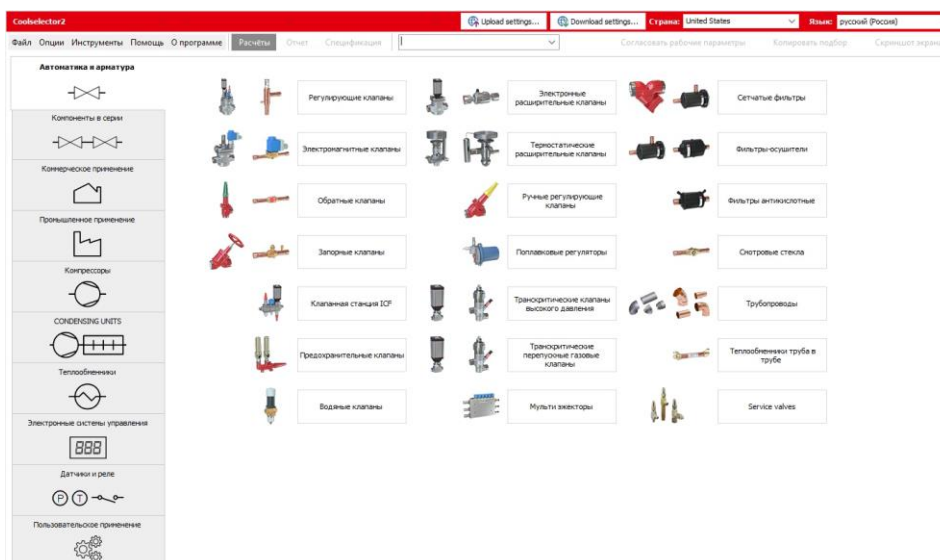 Coolselector2
Upload settings...
Download settings...
Страна:
United States
Язык:
русский (Россия)
Файл Опции Инструменты Помощь О программе
Расчёты
Отчет
Спецификация
Согласовать рабочие параметры
Копировать подбор
Скриншот экран
Автоматика и арматура
Компоненты в серии
Коммерческое применение
Промышленное применение
Компрессоры
CONDENSING UNITS
Теплообменники
Электронные системы управления
888
Датчики и реле
P T
Пользовательское применение
Регулирующие клапаны
Электромагнитные клапаны
Обратные клапаны
Запорные клапаны
Клапанная станция ICF
Предохранительные клапаны
Водяные клапаны
Электронные
расширительные клапаны
Термостатические
расширительные клапаны
Ручные регулирующие
клапаны
Поплавковые регуляторы
Транскритические клапаны
высокого давления
Транскритические
перепускные газовые
клапаны
Мульти эжекторы
Сетчатые фильтры
Фильтры-осушители
Фильтры антикислотные
Смотровые стекла
Трубопроводы
Теплообменники труба в
трубе
Service valves